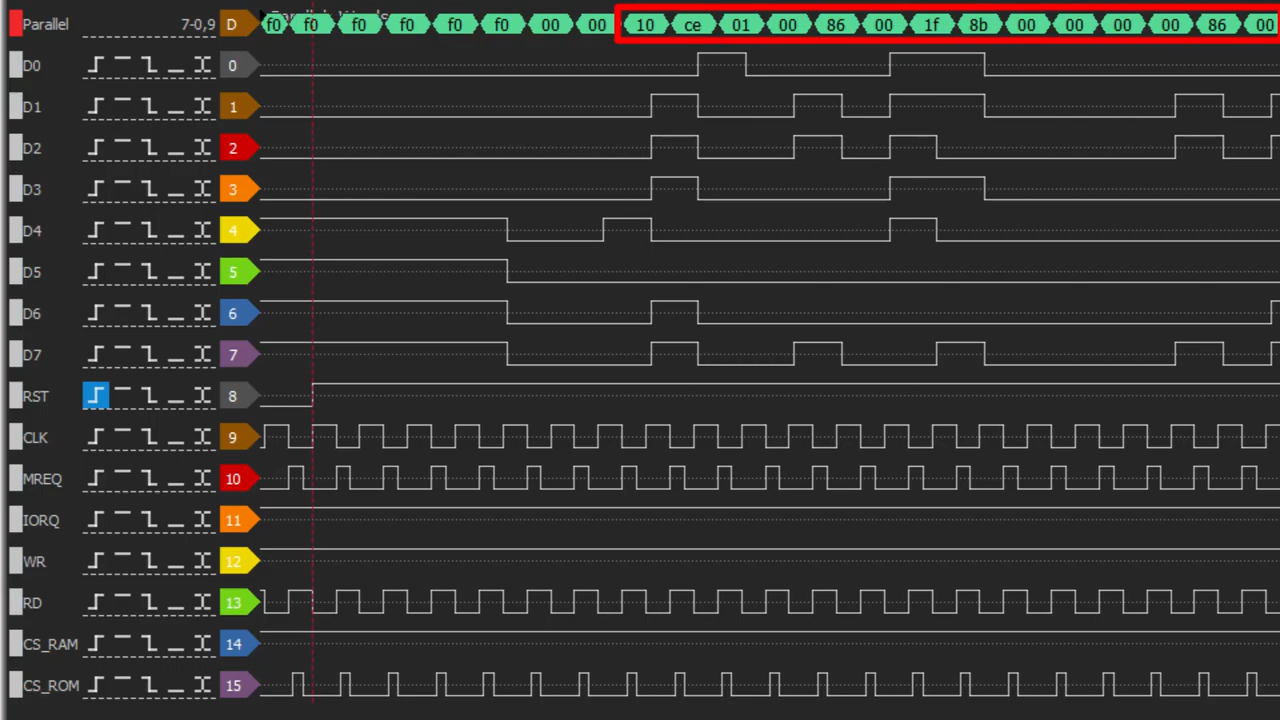 Parallel 7-0,9 D f0 f0 f0 f0 f0 f0 00 00 10 ce 01 00 86 00 1f 8b 00 00 00 00 86 00
D0 0
D1 1
D2 2
D3 3
D4 4
D5 5
D6 6
D7 7
RST 8
CLK 9
MREQ 10
IORQ 11
WR 12
RD 13
CS_RAM 14
CS_ROM 15